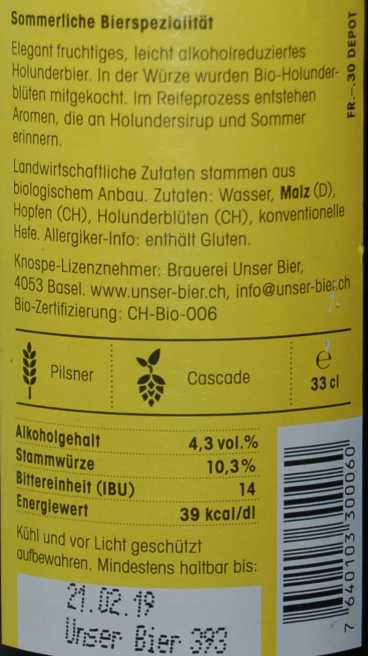 Sommerliche Bierspezialität
Elegant fruchtiges, leicht alkoholreduziertes
Holunderbier. In der Würze wurden Bio-Holunder-
blüten mitgekocht. Im Reifeprozess entstehen
Aromen, die an Holundersirup und Sommer
erinnern.
FR.–.30 DEPOT
Landwirtschaftliche Zutaten stammen aus
biologischem Anbau. Zutaten: Wasser, Malz (D),
Hopfen (CH), Holunderblüten (CH), konventionelle
Hefe. Allergiker-Info: enthält Gluten.
Knospe-Lizenznehmer: Brauerei Unser Bier,
4053 Basel. www.unser-bier.ch, info@unser-bier.ch
Bio-Zertifizierung: CH-Bio-006
Pilsner
Cascade
℮
33 cl
Alkoholgehalt 4,3 vol.%
Stammwürze 10,3%
Bittereinheit (IBU) 14
Energiewert 39 kcal/dl
Kühl und vor Licht geschützt
aufbewahren. Mindestens haltbar bis:
21.02.19
Unser Bier 393
7 640103 300060